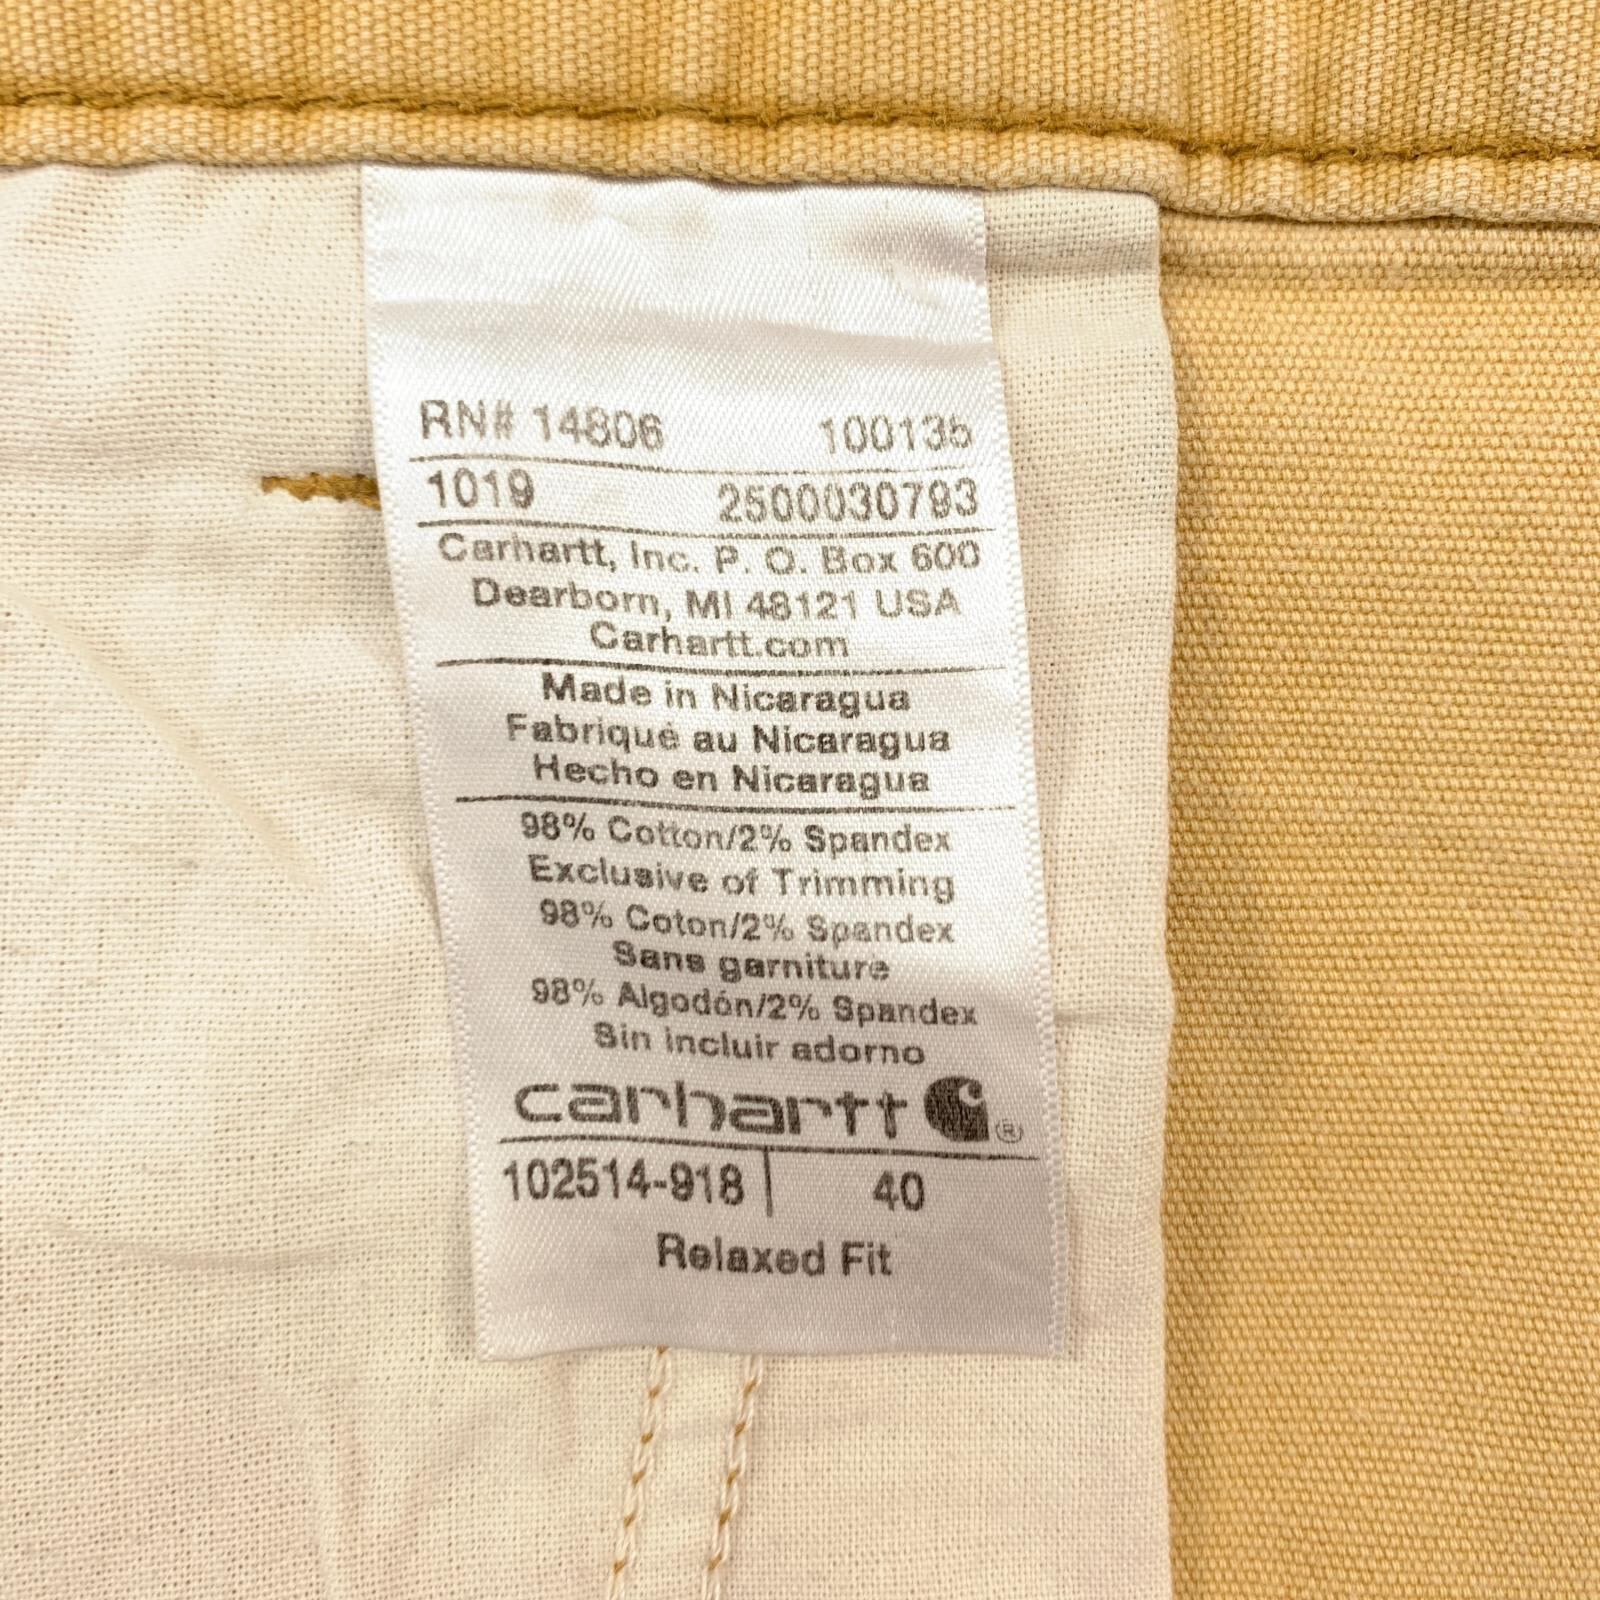 RN# 14806 100135
1019 2500030793
Carhartt, Inc. P. O. Box 600
Dearborn, MI 48121 USA
Carhartt.com
Made in Nicaragua
Fabriqué au Nicaragua
Hecho en Nicaragua
98% Cotton/2% Spandex
Exclusive of Trimming
98% Coton/2% Spandex
Sans garniture
98% Algodón/2% Spandex
Sin incluir adorno
carhartt ®
102514-918 40
Relaxed Fit